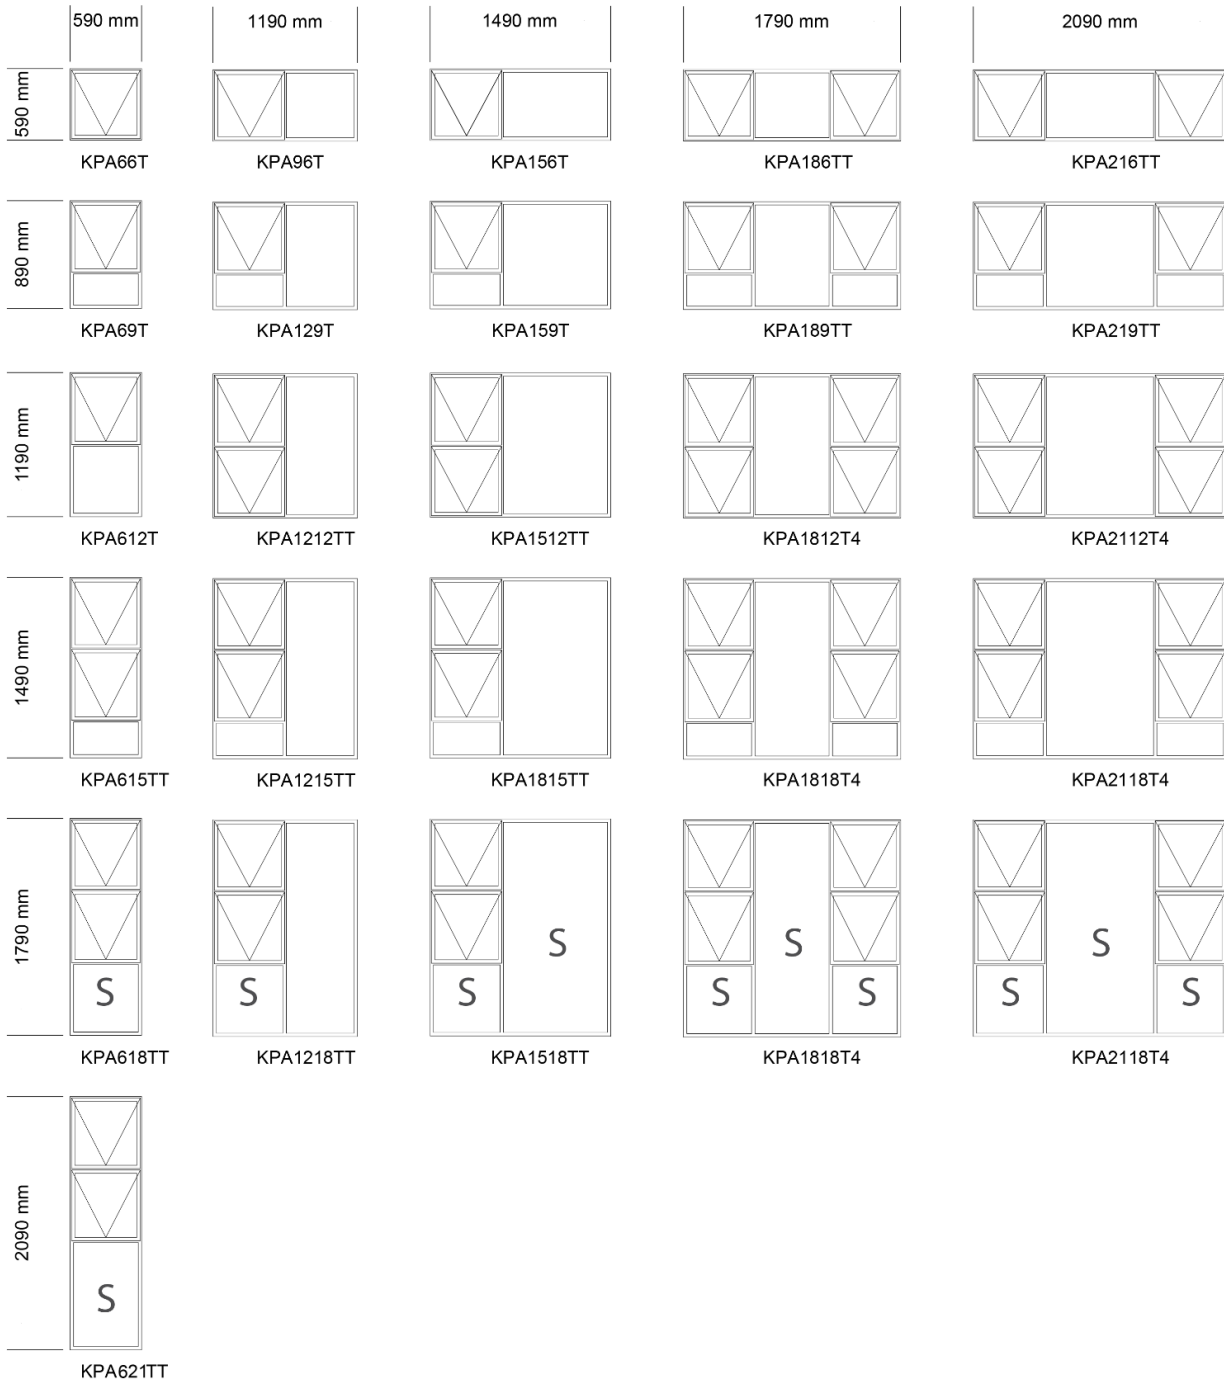 590 mm 1190 mm 1490 mm 1790 mm 2090 mm
590 mm
KPA66T KPA96T KPA156T KPA186TT KPA216TT
890 mm
KPA69T KPA129T KPA159T KPA189TT KPA219TT
1190 mm
KPA612T KPA1212TT KPA1512TT KPA1812T4 KPA2112T4
1490 mm
KPA615TT KPA1215TT KPA1815TT KPA1818T4 KPA2118T4
1790 mm
S S
S S S S S S S S
KPA618TT KPA1218TT KPA1518TT KPA1818T4 KPA2118T4
2090 mm
S
KPA621TT